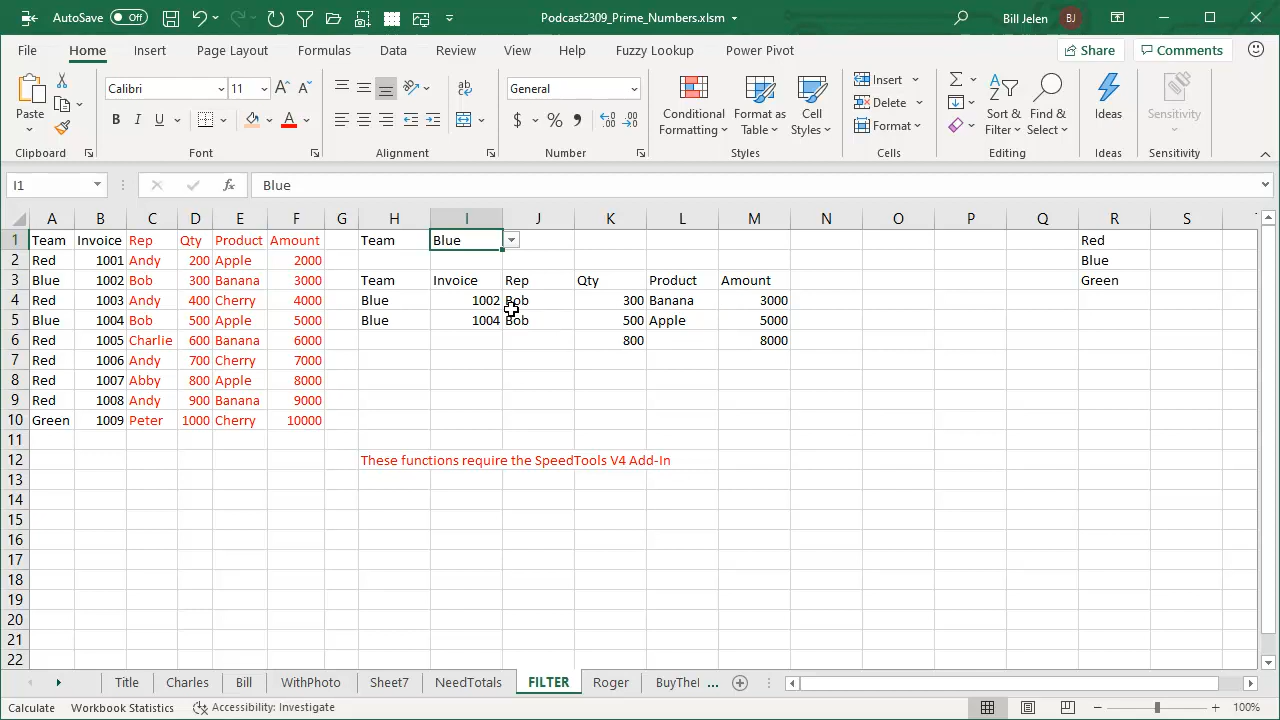 AutoSave Off Podcast2309_Prime_Numbers.xlsm Bill Jelen BJ
File Home Insert Page Layout Formulas Data Review View Help Fuzzy Lookup Power Pivot Share Comments
Calibri 11 General Insert
Delete
Format
Paste Conditional Format as Cell Sort & Find & Ideas Sensitivity
Formatting Table Styles Filter Select
Clipboard Font Alignment Number Styles Cells Editing Ideas Sensitivity
I1 fx Blue
A B C D E F G H I J K L M N O P Q R S
1 Team Invoice Rep Qty Product Amount Team Blue Red
2 Red 1001 Andy 200 Apple 2000 Blue
3 Blue 1002 Bob 300 Banana 3000 Team Invoice Rep Qty Product Amount Green
4 Red 1003 Andy 400 Cherry 4000 Blue 1002 Bob 300 Banana 3000
5 Blue 1004 Bob 500 Apple 5000 Blue 1004 Bob 500 Apple 5000
6 Red 1005 Charlie 600 Banana 6000 800 8000
7 Red 1006 Andy 700 Cherry 7000
8 Red 1007 Abby 800 Apple 8000
9 Red 1008 Andy 900 Banana 9000
10 Green 1009 Peter 1000 Cherry 10000
11
12 These functions require the SpeedTools V4 Add-In
13
14
15
16
17
18
19
20
21
22
Title Charles Bill WithPhoto Sheet7 NeedTotals FILTER Roger BuyTheI ...
Calculate Workbook Statistics Accessibility: Investigate 100%